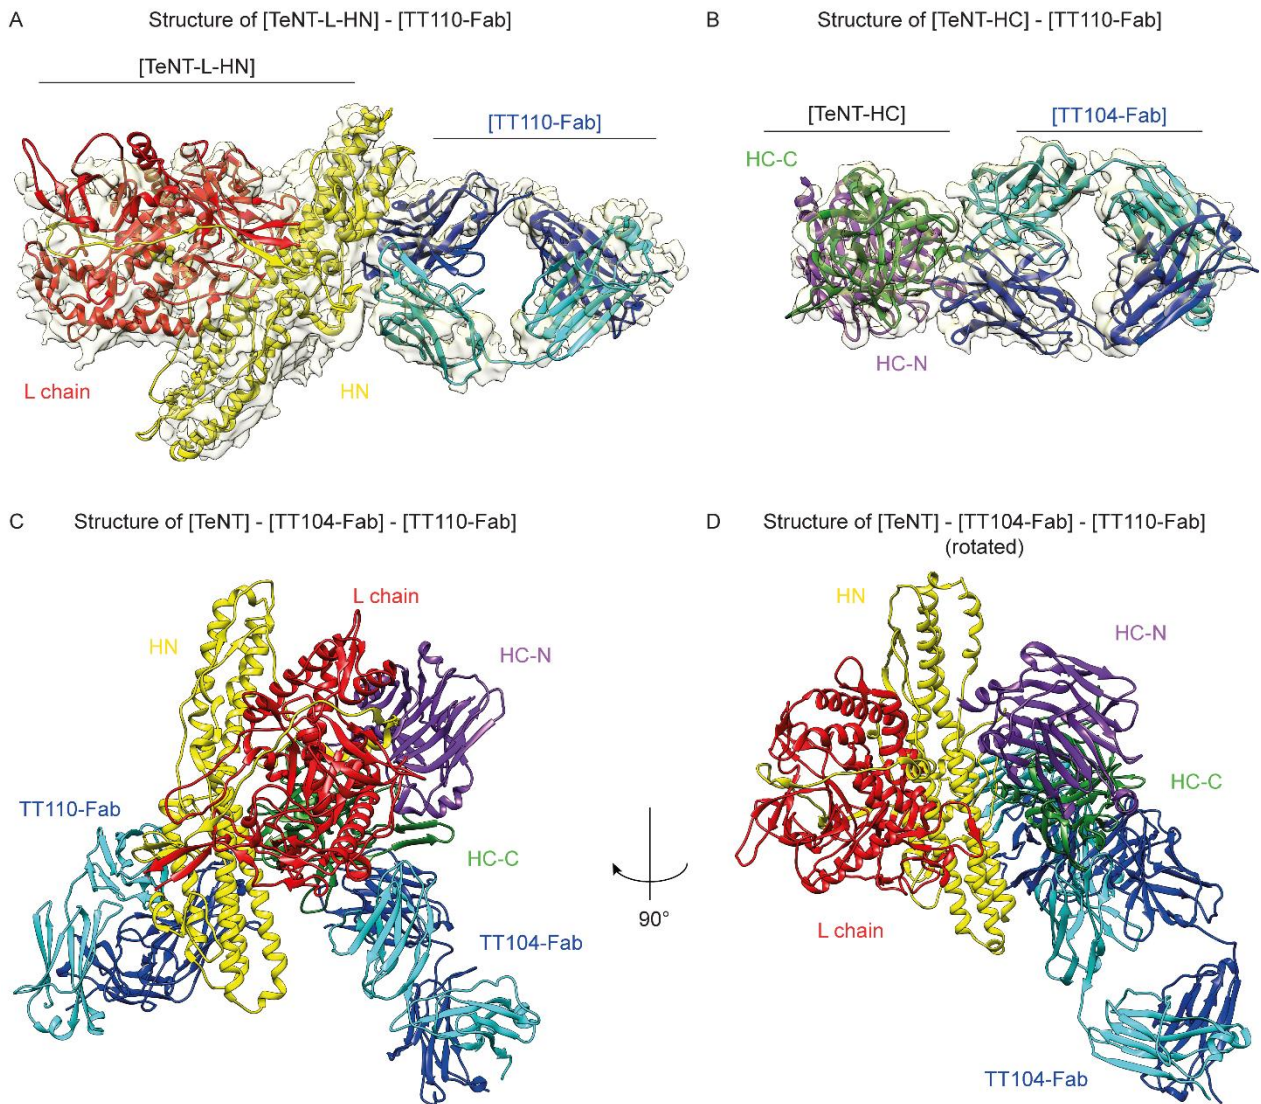 A Structure of [TeNT-L-HN] - [TT110-Fab]
[TeNT-L-HN]
[TT110-Fab]
L chain
HN
B Structure of [TeNT-HC] - [TT110-Fab]
[TeNT-HC]
[TT104-Fab]
HC-C
HC-N
C Structure of [TeNT] - [TT104-Fab] - [TT110-Fab]
L chain
HN
HC-N
TT110-Fab
HC-C
TT104-Fab
90°
D Structure of [TeNT] - [TT104-Fab] - [TT110-Fab]
(rotated)
HN
HC-N
HC-C
L chain
TT104-Fab